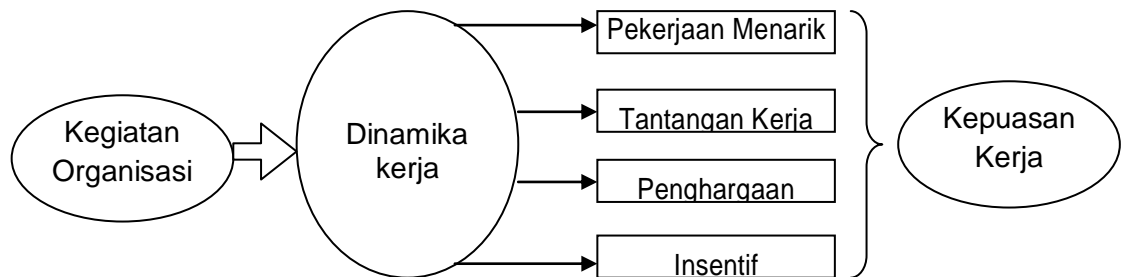 Kegiatan
Organisasi
Dinamika
kerja
Pekerjaan Menarik
Tantangan Kerja
Penghargaan
Insentif
Kepuasan
Kerja